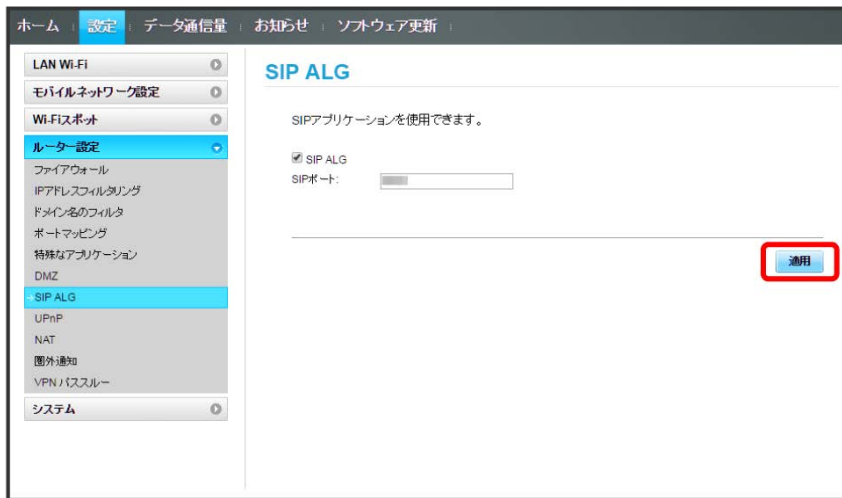 ホーム 設定 データ通信量 お知らせ ソフトウェア更新
LAN Wi-Fi
モバイルネットワーク設定
Wi-Fiスポット
ルーター設定
ファイアウォール
IPアドレスフィルタリング
ドメイン名のフィルタ
ポートマッピング
特殊なアプリケーション
DMZ
SIP ALG
UPnP
NAT
圏外通知
VPN パススルー
システム
SIP ALG
SIPアプリケーションを使用できます。
SIP ALG
SIPポート:
適用